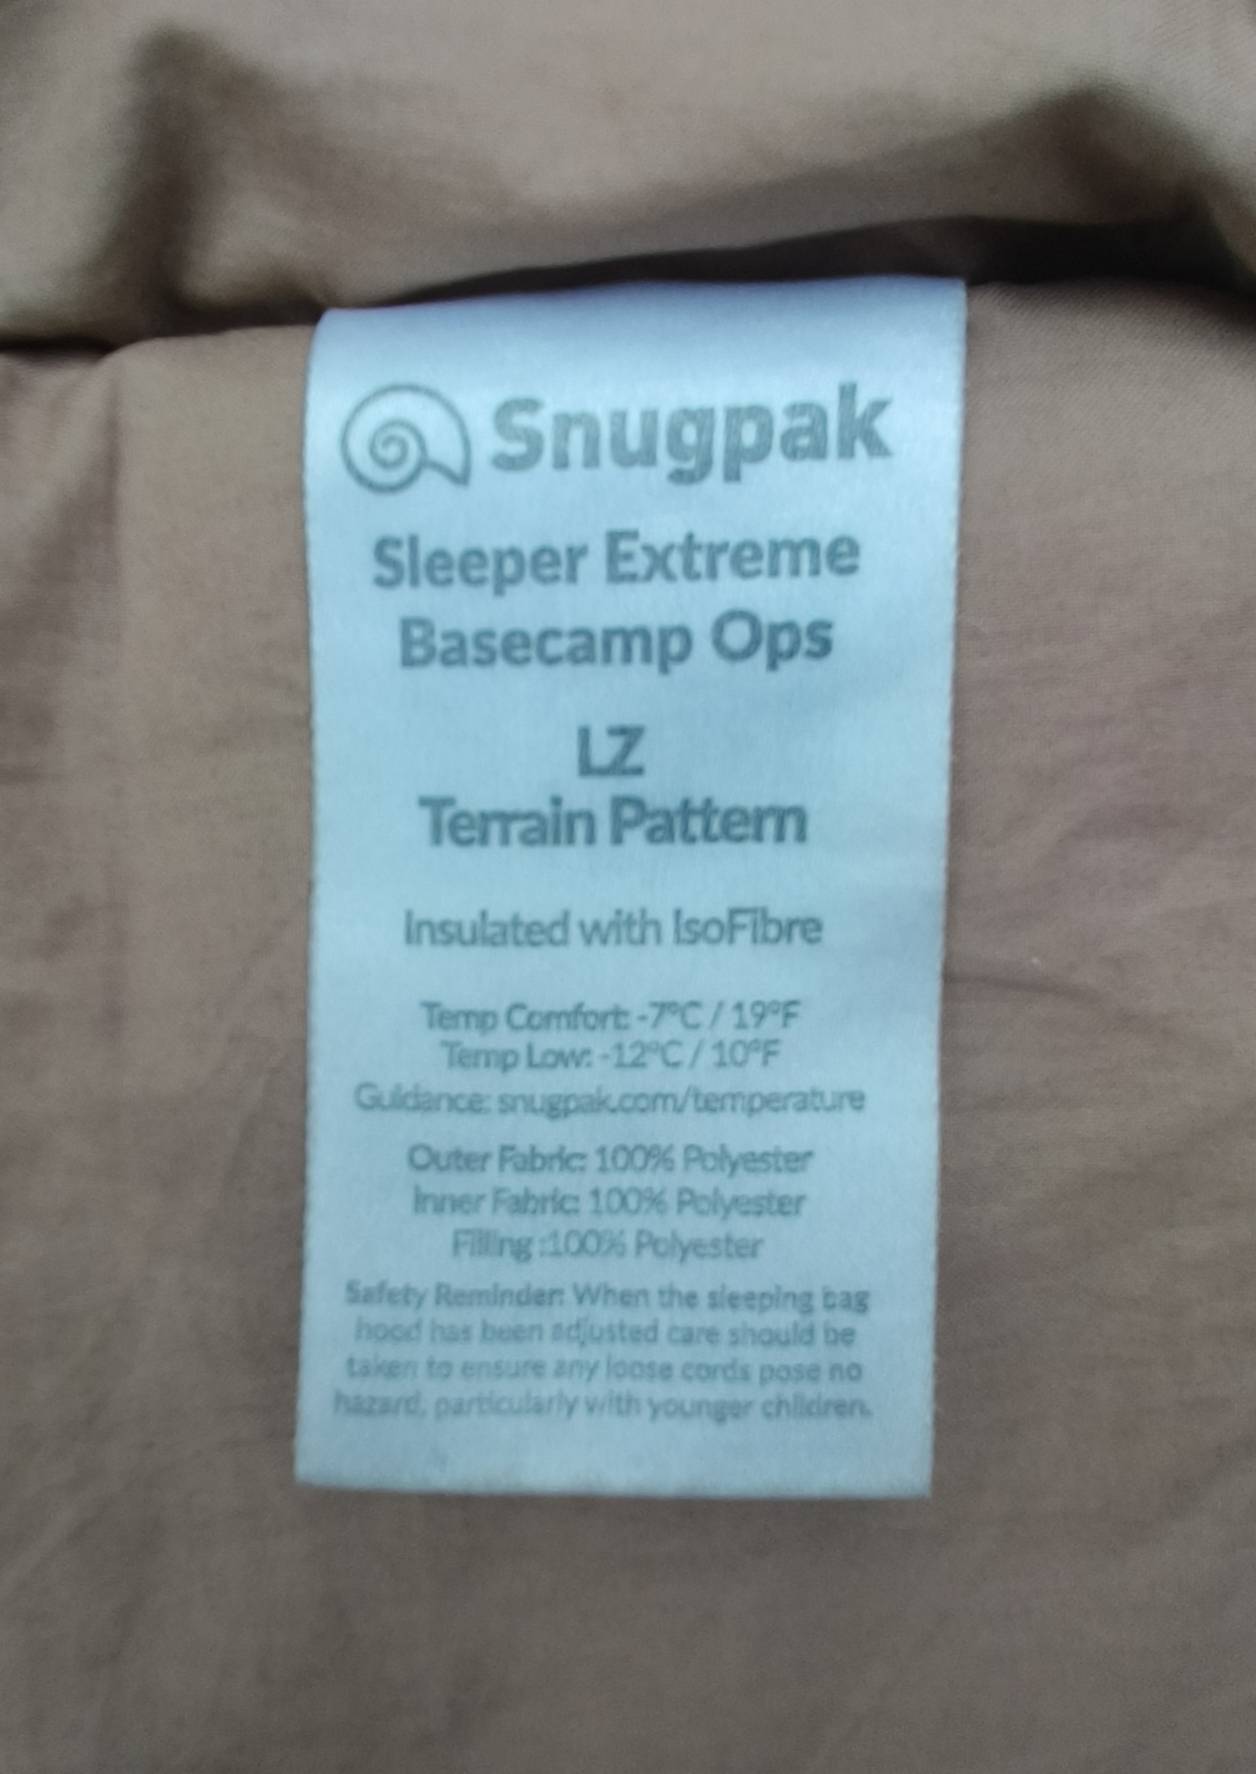 Snugpak
Sleeper Extreme
Basecamp Ops
LZ
Terrain Pattern
Insulated with IsoFibre
Temp Comfort: -7°C / 19°F
Temp Low: -12°C / 10°F
Guidance: snugpak.com/temperature
Outer Fabric: 100% Polyester
Inner Fabric: 100% Polyester
Filling :100% Polyester
Safety Reminder: When the sleeping bag
hood has been adjusted care should be
taken to ensure any loose cords pose no
hazard, particularly with younger children.